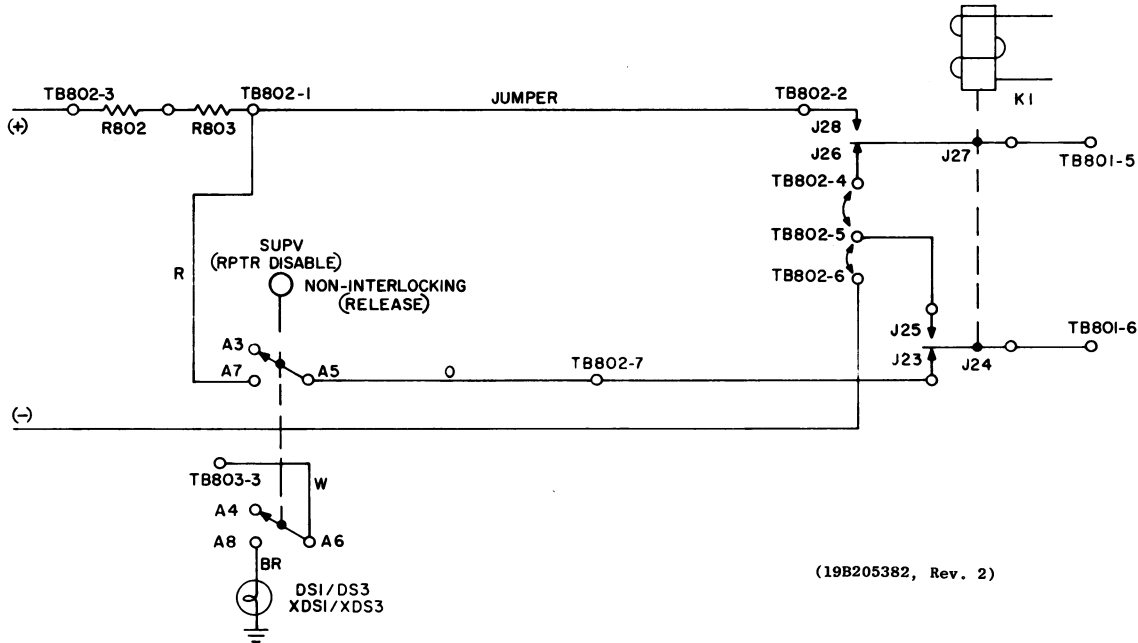 K1
TB802-3
TB802-1
JUMPER
TB802-2
R802
R803
(+)
J28
J26
J27
TB801-5
TB802-4
SUPV
(RPTR DISABLE)
TB802-5
R
NON-INTERLOCKING
(RELEASE)
TB802-6
J25
TB801-6
A3
J23
J24
A7
A5
O
TB802-7
(-)
TB803-3
W
A4
A8
A6
BR
DS1/DS3
XDS1/XDS3
(19B205382, Rev. 2)